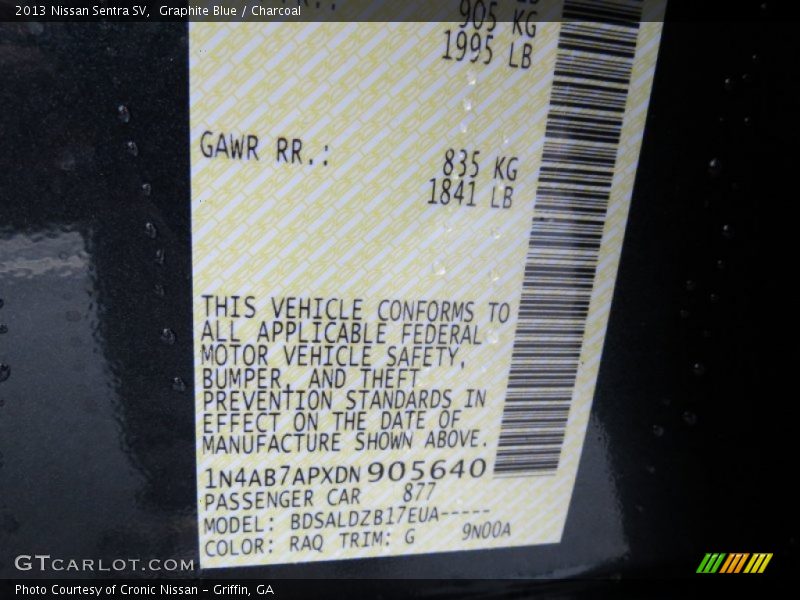 2013 Nissan Sentra SV, Graphite Blue / Charcoal
905 KG
1995 LB
GAWR RR.: 835 KG
1841 LB
THIS VEHICLE CONFORMS TO
ALL APPLICABLE FEDERAL
MOTOR VEHICLE SAFETY,
BUMPER, AND THEFT
PREVENTION STANDARDS IN
EFFECT ON THE DATE OF
MANUFACTURE SHOWN ABOVE.
1N4AB7APXDN905640
PASSENGER CAR 877
MODEL: BDSALDZB17EUA-----
COLOR: RAQ TRIM: G 9N00A
GTCARLOT.COM
Photo Courtesy of Cronic Nissan - Griffin, GA